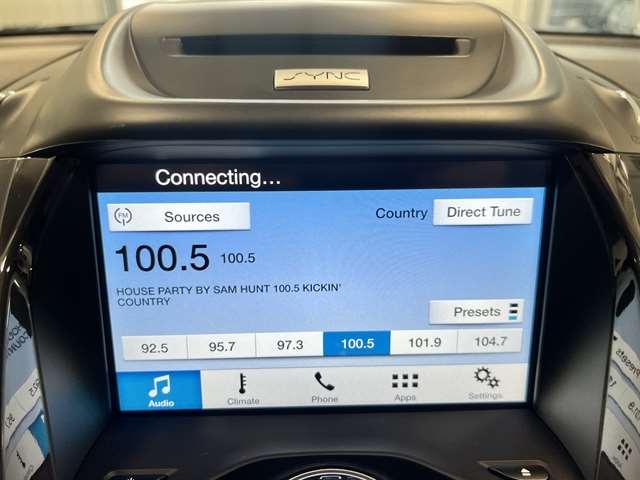 SYNC
Connecting...
FM Sources
Country Direct Tune
100.5 100.5
HOUSE PARTY BY SAM HUNT 100.5 KICKIN'
COUNTRY
Presets
92.5 95.7 97.3 100.5 101.9 104.7
Audio Climate Phone Apps Settings